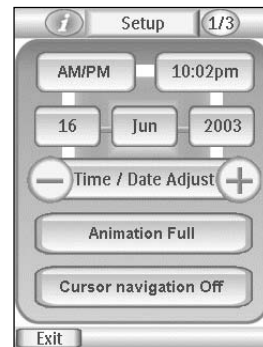 i Setup 1/3
AM/PM 10:02pm
16 Jun 2003
− Time / Date Adjust +
Animation Full
Cursor navigation Off
Exit